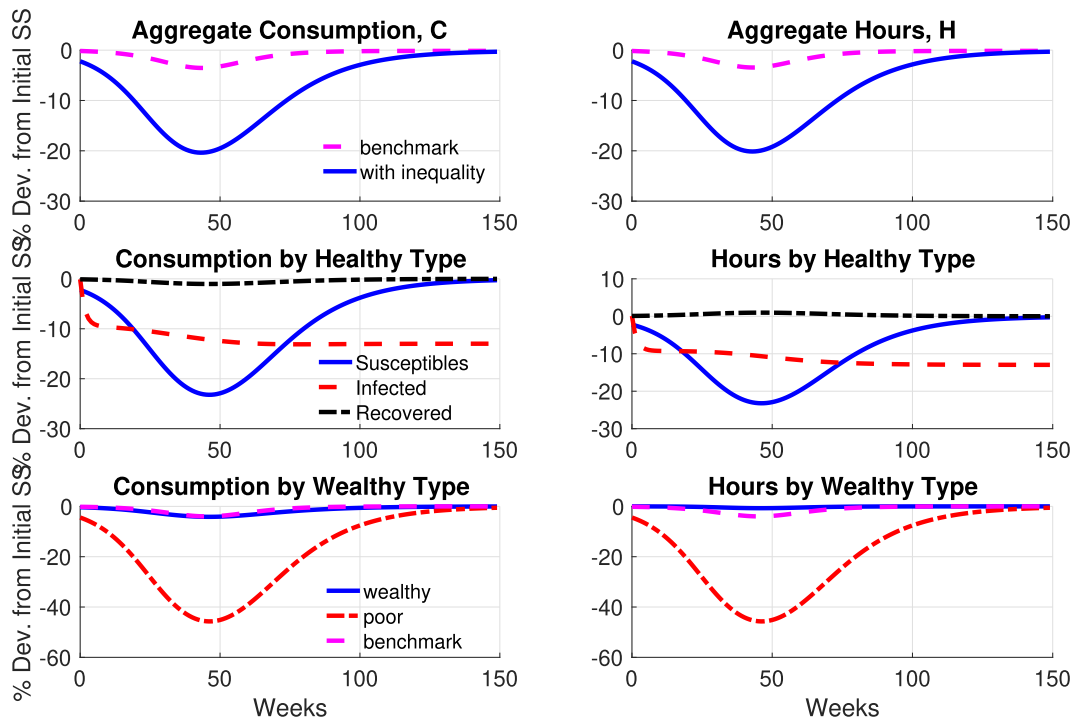 Aggregate Consumption, C
% Dev. from Initial SS
0
-10
-20
-30
benchmark
with inequality
0
50
100
150
Aggregate Hours, H
0
-10
-20
-30
0
50
100
150
Consumption by Healthy Type
% Dev. from Initial SS
0
-10
-20
-30
Susceptibles
Infected
Recovered
0
50
100
150
Hours by Healthy Type
10
0
-10
-20
-30
0
50
100
150
Consumption by Wealthy Type
% Dev. from Initial SS
0
-20
-40
-60
wealthy
poor
benchmark
0
50
100
150
Weeks
Hours by Wealthy Type
0
-20
-40
-60
0
50
100
150
Weeks